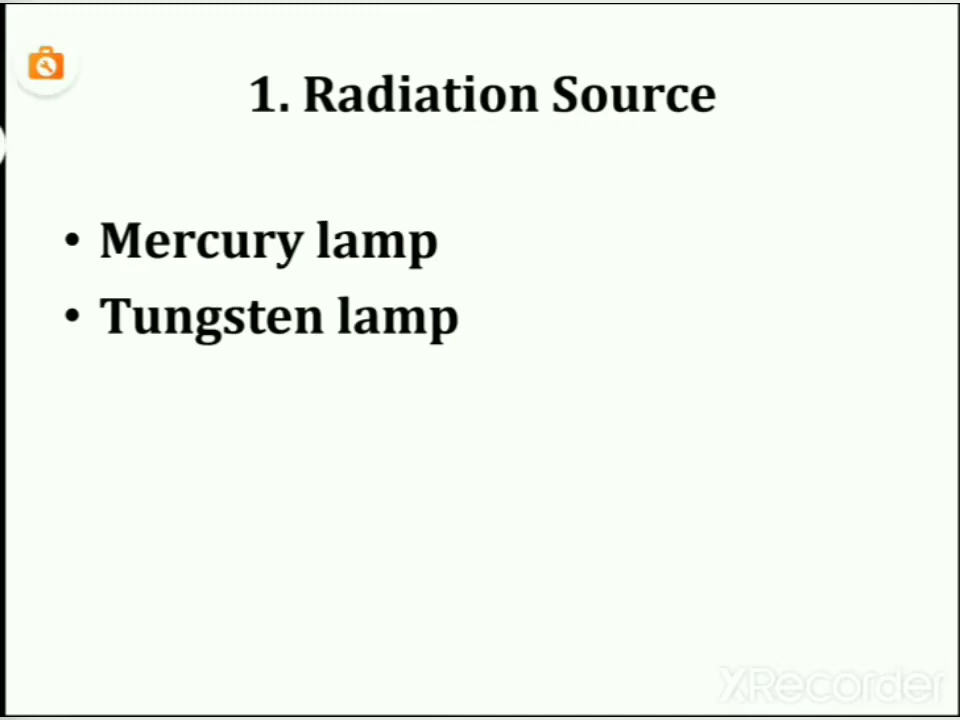 1. Radiation Source
• Mercury lamp
• Tungsten lamp
XRecorder